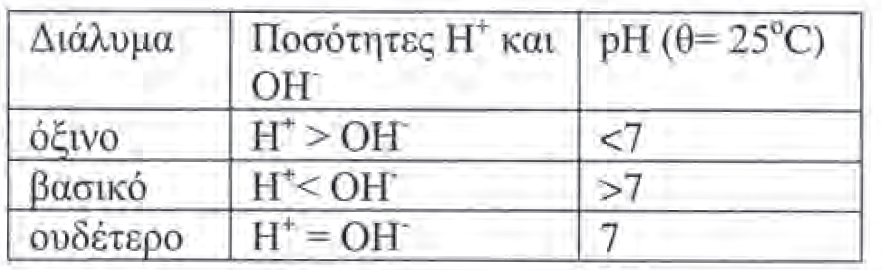 Διάλυμα Ποσότητες H⁺ και pH (θ= 25°C)
OH⁻
όξινο H⁺ > OH⁻ <7
βασικό H⁺< OH⁻ >7
ουδέτερο H⁺ = OH⁻ 7